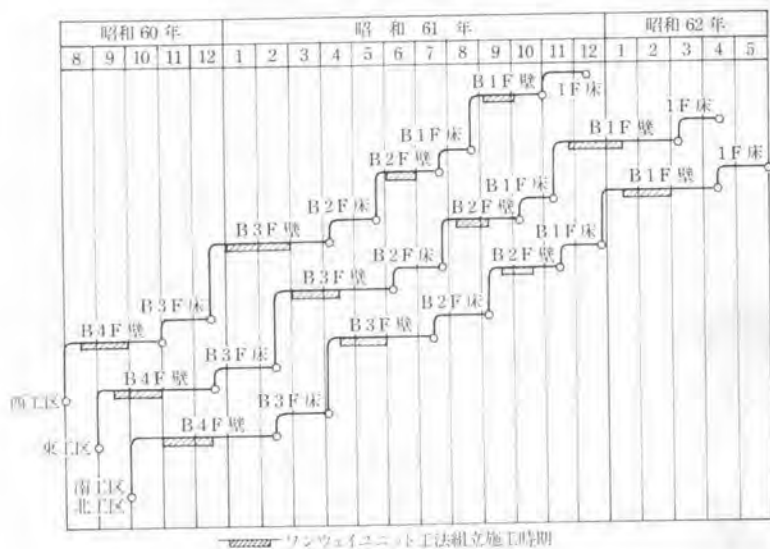 昭和60年 昭和61年 昭和62年
8 9 10 11 12 1 2 3 4 5 6 7 8 9 10 11 12 1 2 3 4 5
B1F壁 1F床
B1F床 1F床
B2F壁 B1F壁
1F床
B2F床 B1F床 B1F壁
B3F壁 B2F壁
B2F床 B1F床
B3F床 B3F壁 B2F壁
B4F壁 B2F床
B3F床 B3F壁
西工区 B4F壁
B3F床
東工区 B4F壁
南工区
北工区
ワンウェイユニット工法組立施工時期